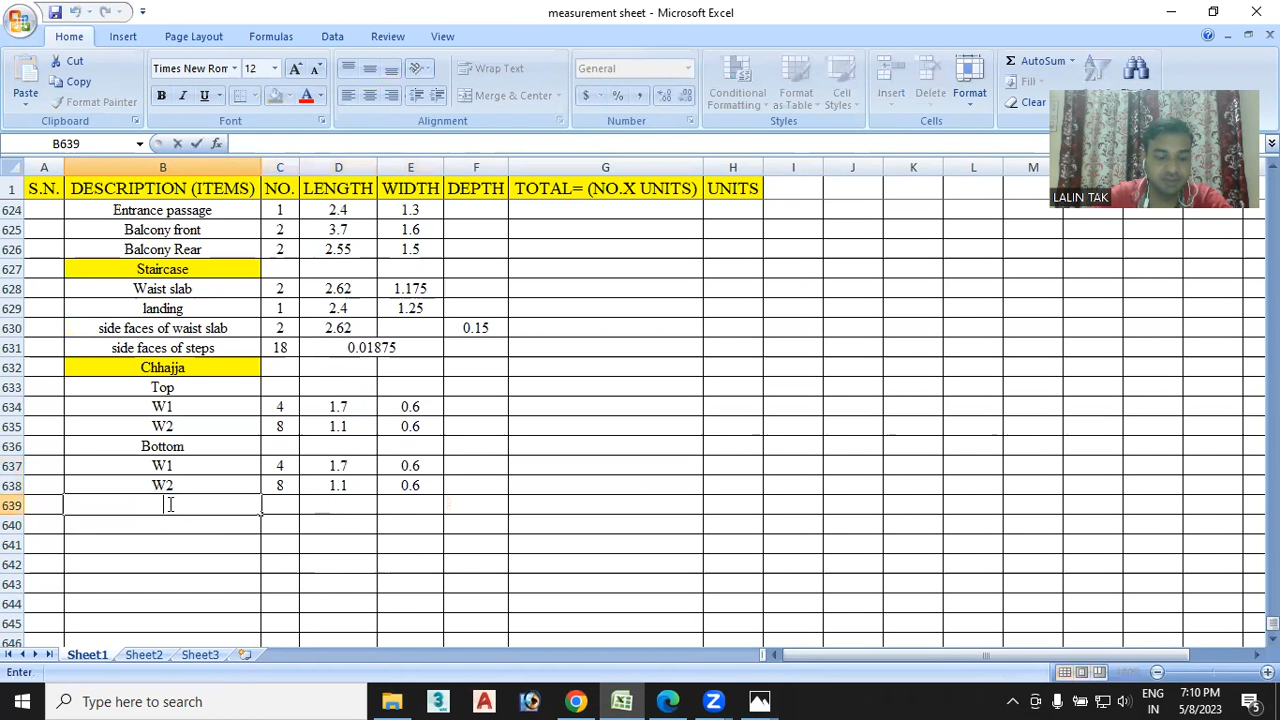 measurement sheet - Microsoft Excel
Home Insert Page Layout Formulas Data Review View
Paste
Cut
Copy
Format Painter
Clipboard
Times New Ron 12
B I U A
Font
Wrap Text
Merge & Center
Alignment
General
$ % ,
Number
Conditional Formatting
Format as Table
Cell Styles
Styles
Insert Delete Format
Cells
Σ AutoSum
Fill
Clear
LALIN TAK
B639
A B C D E F G H I J K L M
1 S.N. DESCRIPTION (ITEMS) NO. LENGTH WIDTH DEPTH TOTAL= (NO.X UNITS) UNITS
624 Entrance passage 1 2.4 1.3
625 Balcony front 2 3.7 1.6
626 Balcony Rear 2 2.55 1.5
627 Staircase
628 Waist slab 2 2.62 1.175
629 landing 1 2.4 1.25
630 side faces of waist slab 2 2.62 0.15
631 side faces of steps 18 0.01875
632 Chhajja
633 Top
634 W1 4 1.7 0.6
635 W2 8 1.1 0.6
636 Bottom
637 W1 4 1.7 0.6
638 W2 8 1.1 0.6
639
640
641
642
643
644
645
646
Sheet1 Sheet2 Sheet3
Enter
Type here to search
ENG
IN
7:10 PM
5/8/2023
5